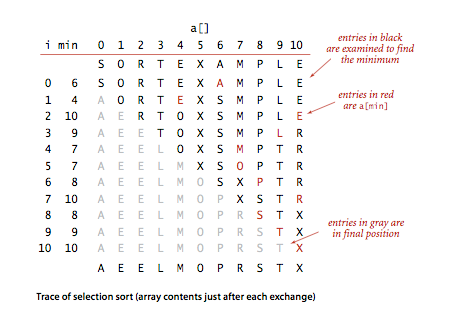 a[]
i min 0 1 2 3 4 5 6 7 8 9 10
S O R T E X A M P L E
0 6 S O R T E X A M P L E
1 4 A O R T E X S M P L E
2 10 A E R T O X S M P L E
3 9 A E E T O X S M P L R
4 7 A E E L O X S M P T R
5 7 A E E L M X S O P T R
6 8 A E E L M O S X P T R
7 10 A E E L M O P X S T R
8 8 A E E L M O P R S T X
9 9 A E E L M O P R S T X
10 10 A E E L M O P R S T X
A E E L M O P R S T X
entries in black
are examined to find
the minimum
entries in red
are a[min]
entries in gray are
in final position
Trace of selection sort (array contents just after each exchange)